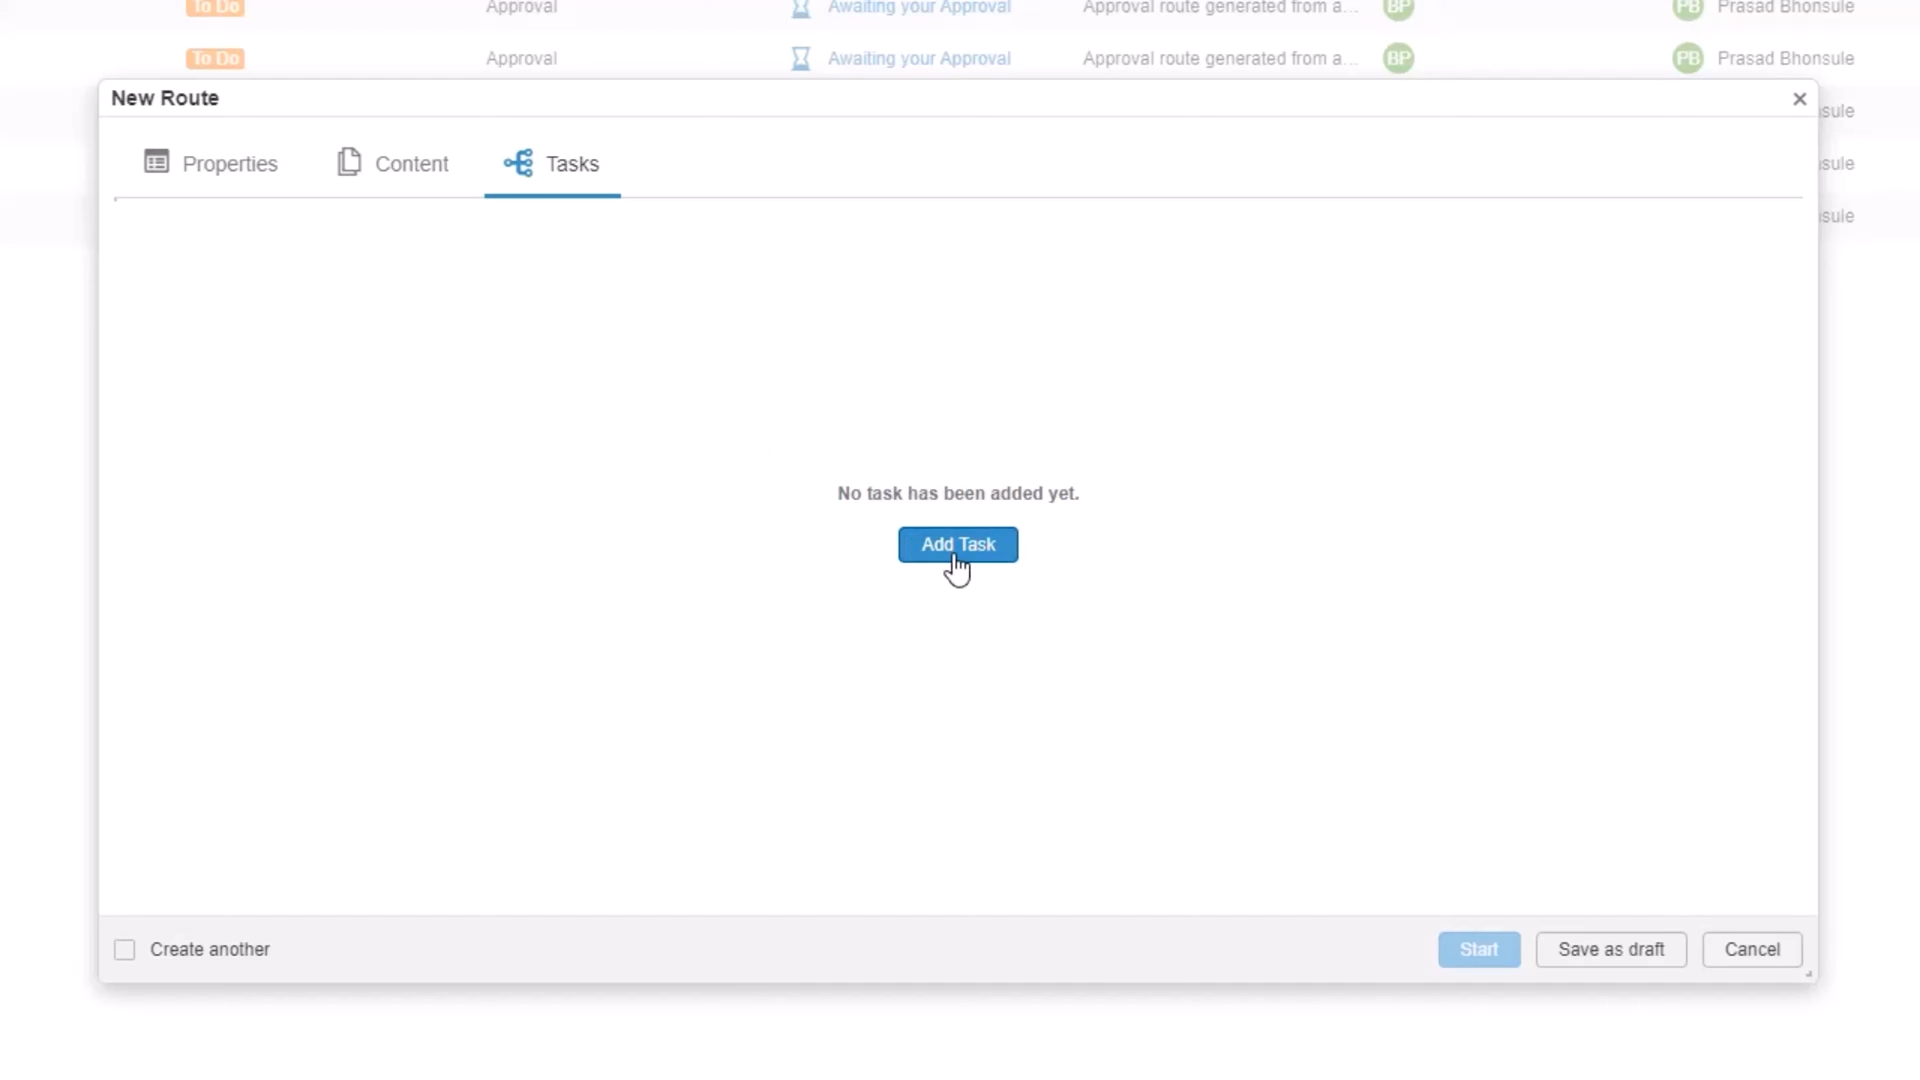 To Do Approval Awaiting your Approval Approval route generated from a... BP PB Prasad Bhonsule
To Do Approval Awaiting your Approval Approval route generated from a... BP PB Prasad Bhonsule
New Route
sule
Properties Content Tasks
sule
sule
No task has been added yet.
Add Task
Create another Start Save as draft Cancel